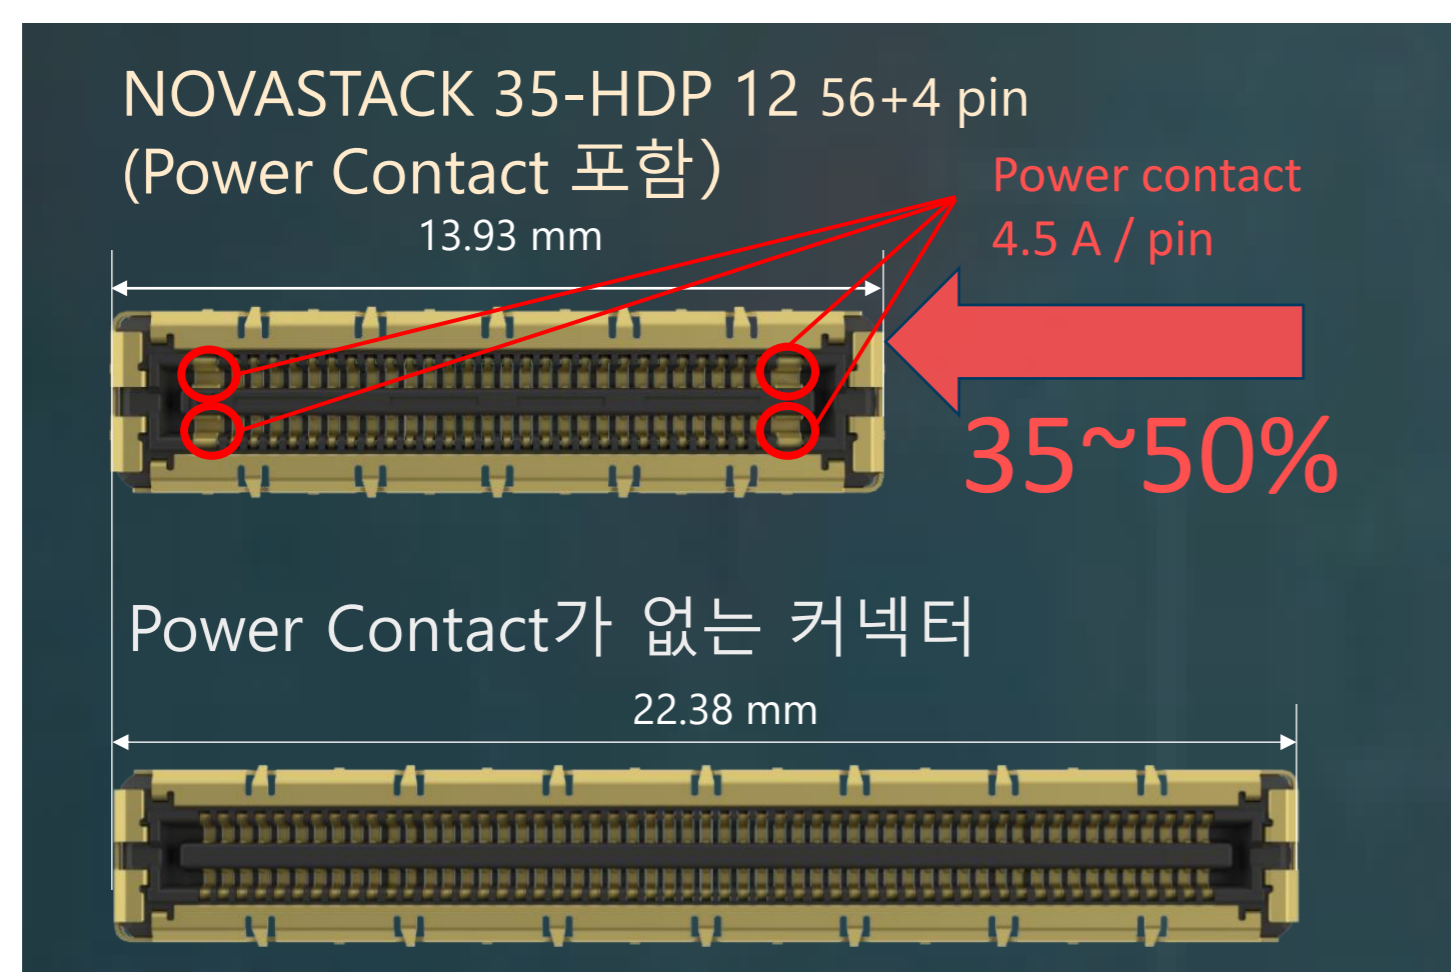 NOVASTACK 35-HDP 12 56+4 pin
(Power Contact 포함)
Power contact
4.5 A / pin
13.93 mm
35~50%
Power Contact가 없는 커넥터
22.38 mm